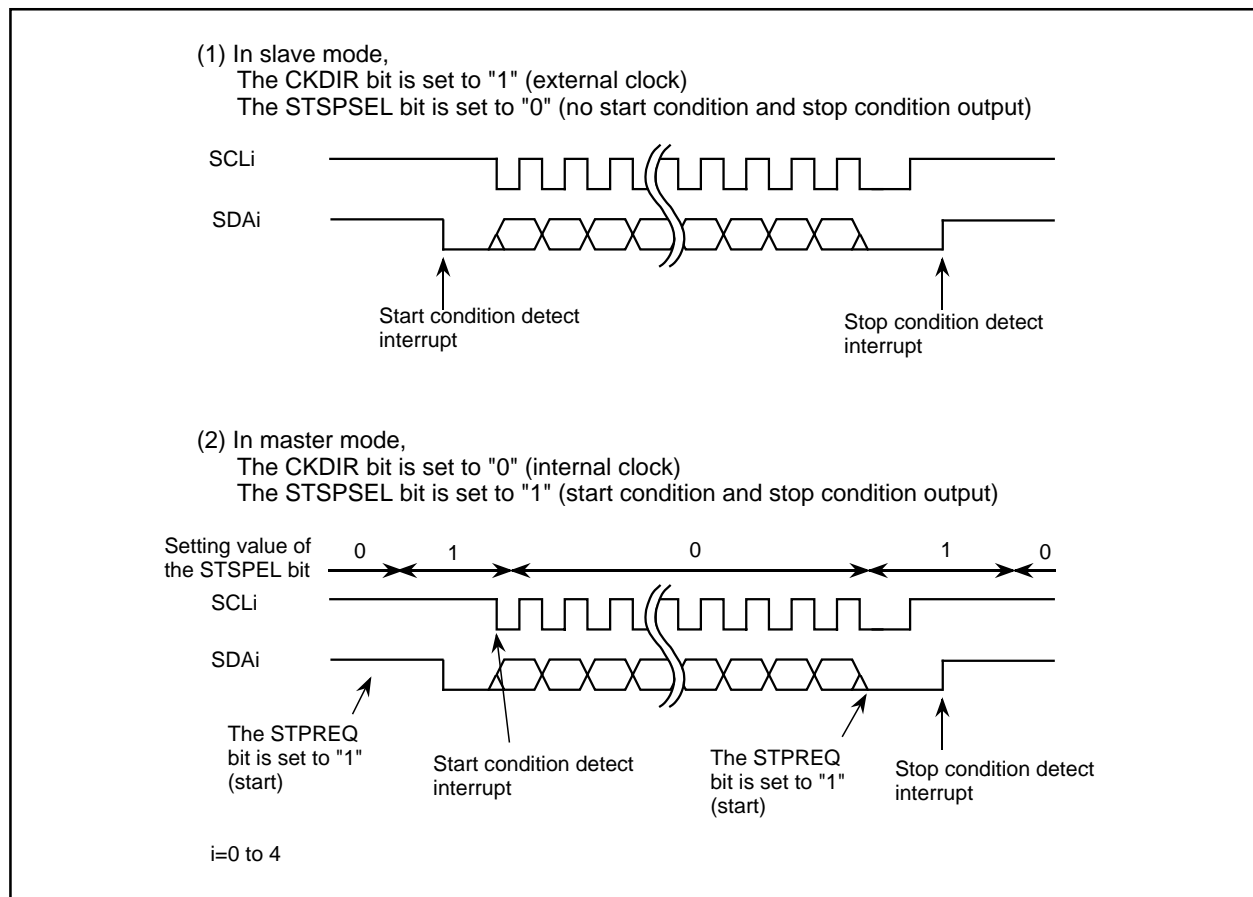 (1) In slave mode,
The CKDIR bit is set to "1" (external clock)
The STSPSEL bit is set to "0" (no start condition and stop condition output)
SCLi
SDAi
Start condition detect
interrupt
Stop condition detect
interrupt
(2) In master mode,
The CKDIR bit is set to "0" (internal clock)
The STSPSEL bit is set to "1" (start condition and stop condition output)
Setting value of
the STSPEL bit
0
1
0
1
0
SCLi
SDAi
The STPREQ
bit is set to "1"
(start)
Start condition detect
interrupt
The STPREQ
bit is set to "1"
(start)
Stop condition detect
interrupt
i=0 to 4